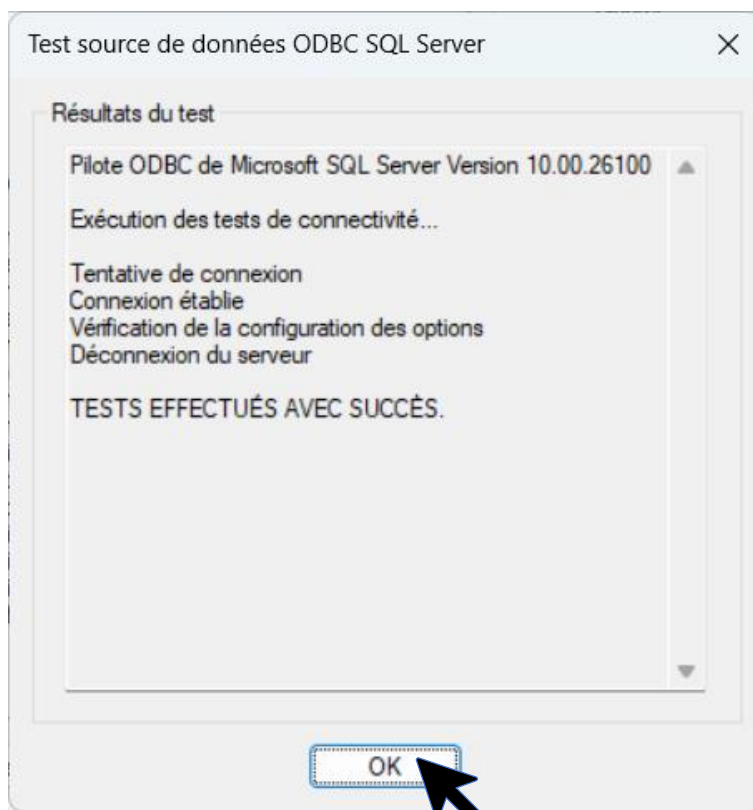 Test source de données ODBC SQL Server
Résultats du test
Pilote ODBC de Microsoft SQL Server Version 10.00.26100
Exécution des tests de connectivité...
Tentative de connexion
Connexion établie
Vérification de la configuration des options
Déconnexion du serveur
TESTS EFFECTUÉS AVEC SUCCÈS.
OK